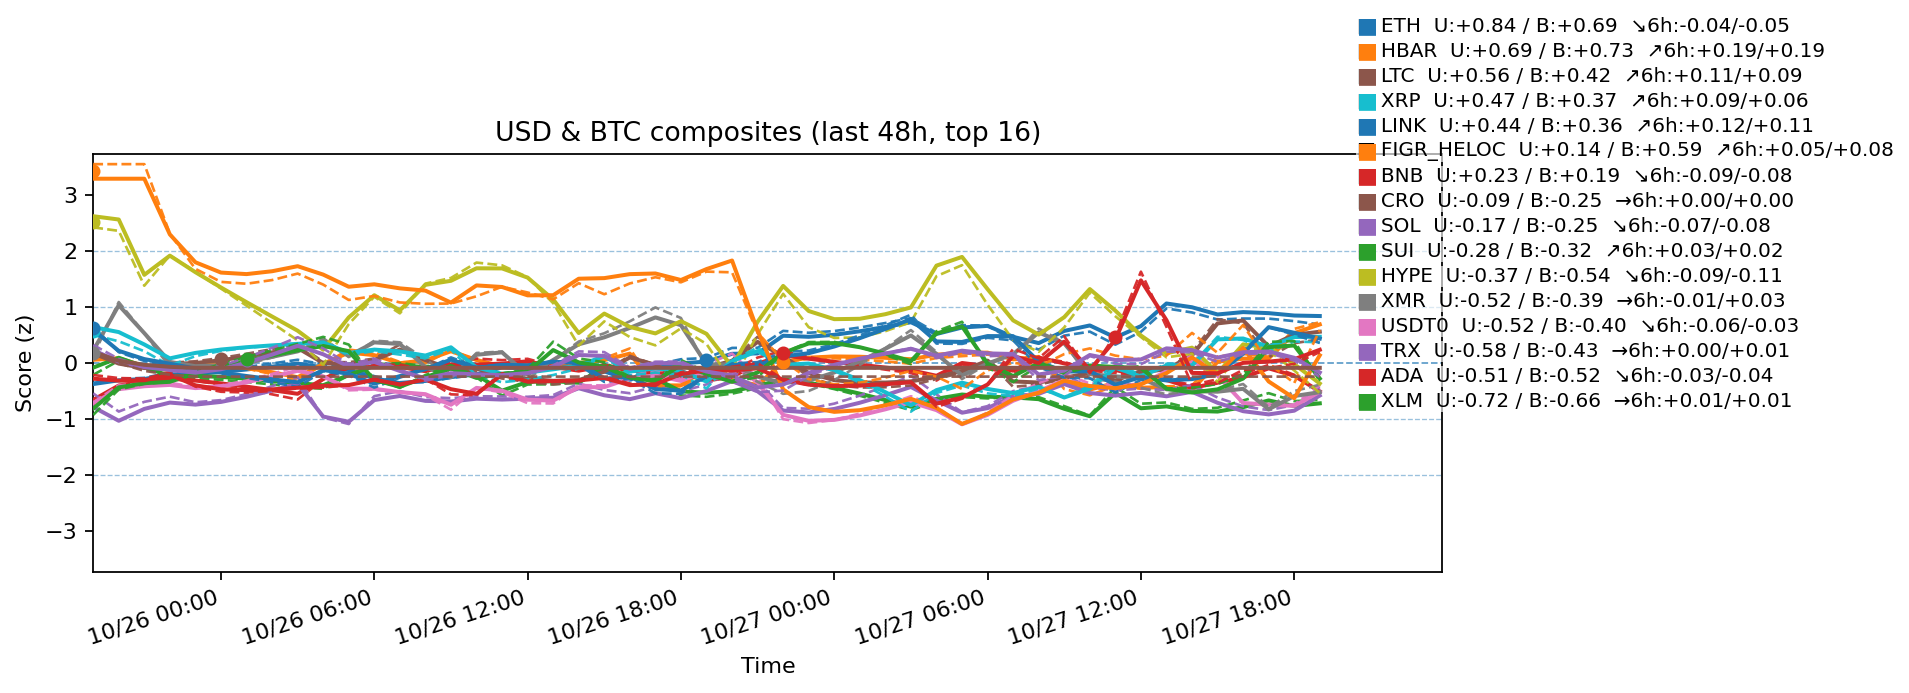 ETH  U:+0.84 / B:+0.69  ↘6h:-0.04/-0.05
HBAR  U:+0.69 / B:+0.73  ↗6h:+0.19/+0.19
LTC  U:+0.56 / B:+0.42  ↗6h:+0.11/+0.09
XRP  U:+0.47 / B:+0.37  ↗6h:+0.09/+0.06
LINK  U:+0.44 / B:+0.36  ↗6h:+0.12/+0.11
FIGR_HELOC  U:+0.14 / B:+0.59  ↗6h:+0.05/+0.08
BNB  U:+0.23 / B:+0.19  ↘6h:-0.09/-0.08
CRO  U:-0.09 / B:-0.25  →6h:+0.00/+0.00
SOL  U:-0.17 / B:-0.25  ↘6h:-0.07/-0.08
SUI  U:-0.28 / B:-0.32  ↗6h:+0.03/+0.02
HYPE  U:-0.37 / B:-0.54  ↘6h:-0.09/-0.11
XMR  U:-0.52 / B:-0.39  →6h:-0.01/+0.03
USDT0  U:-0.52 / B:-0.40  ↘6h:-0.06/-0.03
TRX  U:-0.58 / B:-0.43  →6h:+0.00/+0.01
ADA  U:-0.51 / B:-0.52  ↘6h:-0.03/-0.04
XLM  U:-0.72 / B:-0.66  →6h:+0.01/+0.01
USD & BTC composites (last 48h, top 16)
Score (z)
3
2
1
0
−1
−2
−3
10/26 00:00
10/26 06:00
10/26 12:00
10/26 18:00
10/27 00:00
10/27 06:00
10/27 12:00
10/27 18:00
Time